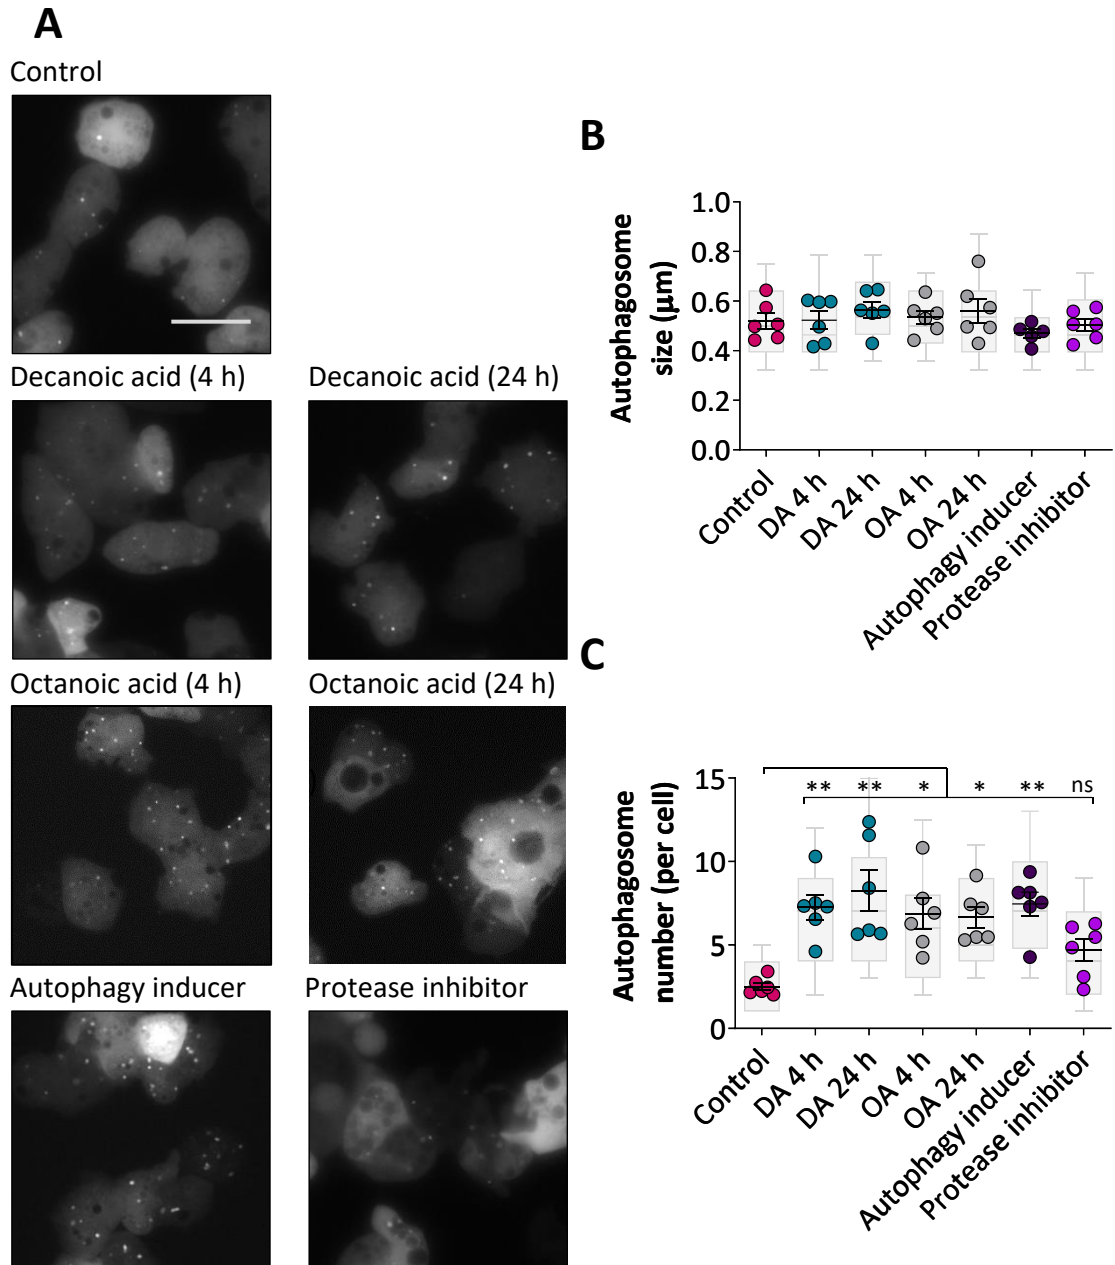 A
Control
Decanoic acid (4 h)
Decanoic acid (24 h)
Octanoic acid (4 h)
Octanoic acid (24 h)
Autophagy inducer
Protease inhibitor
B
Autophagosome
size (μm)
1.0
0.8
0.6
0.4
0.2
0.0
Control
DA 4 h
DA 24 h
OA 4 h
OA 24 h
Autophagy inducer
Protease inhibitor
C
Autophagosome
number (per cell)
15
10
5
0
** ** * * ** ns
Control
DA 4 h
DA 24 h
OA 4 h
OA 24 h
Autophagy inducer
Protease inhibitor